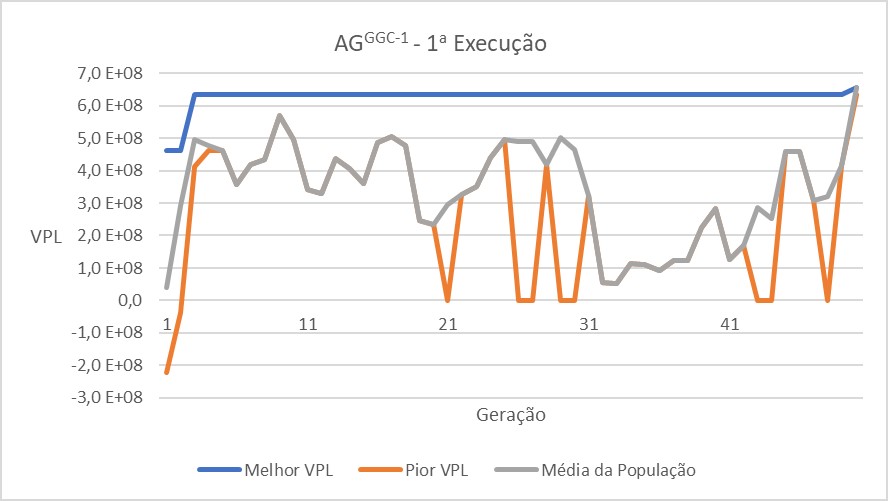 AGGGC-1 - 1ª Execução
7,0 E+08
6,0 E+08
5,0 E+08
4,0 E+08
3,0 E+08
2,0 E+08
1,0 E+08
0,0
-1,0 E+08
-2,0 E+08
-3,0 E+08
VPL
1 11 21 31 41
Geração
Melhor VPL Pior VPL Média da População